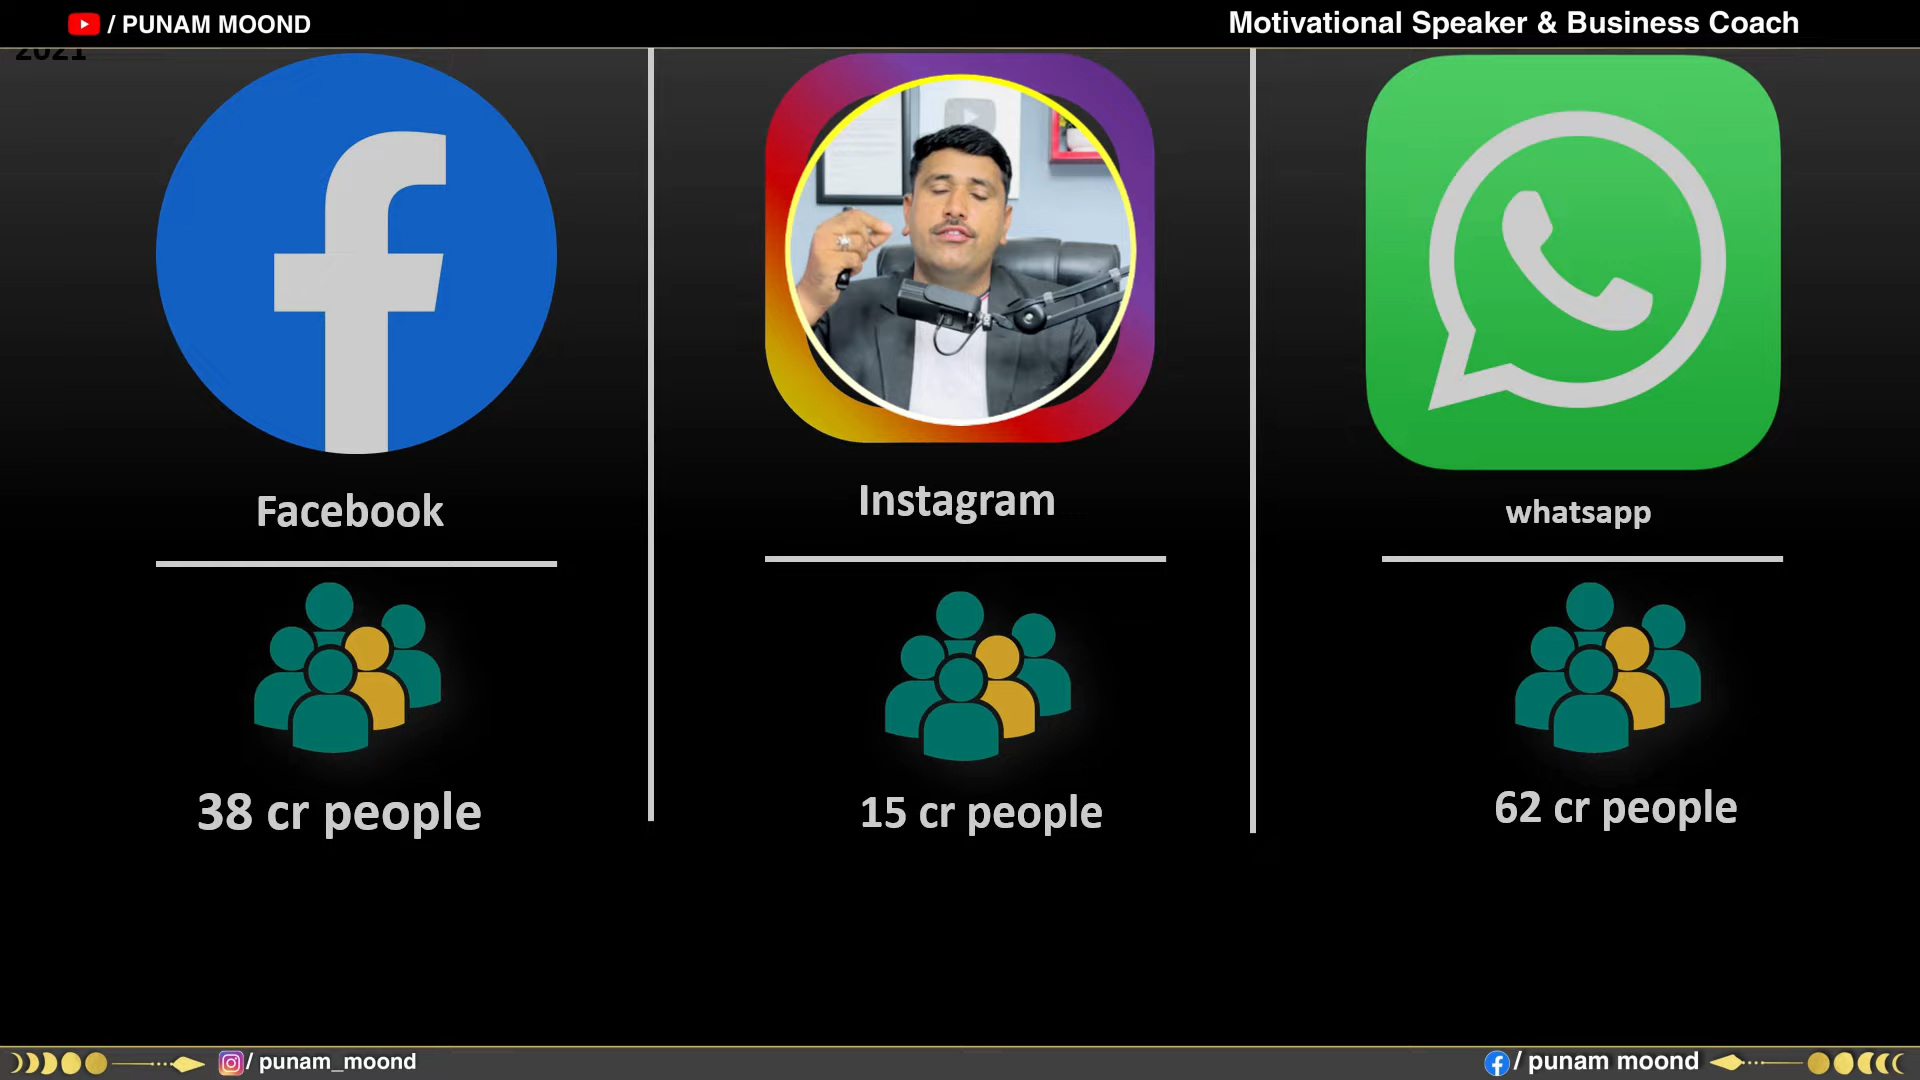 / PUNAM MOOND
Motivational Speaker & Business Coach
2021
Facebook
Instagram
whatsapp
38 cr people
15 cr people
62 cr people
/ punam_moond
/ punam moond